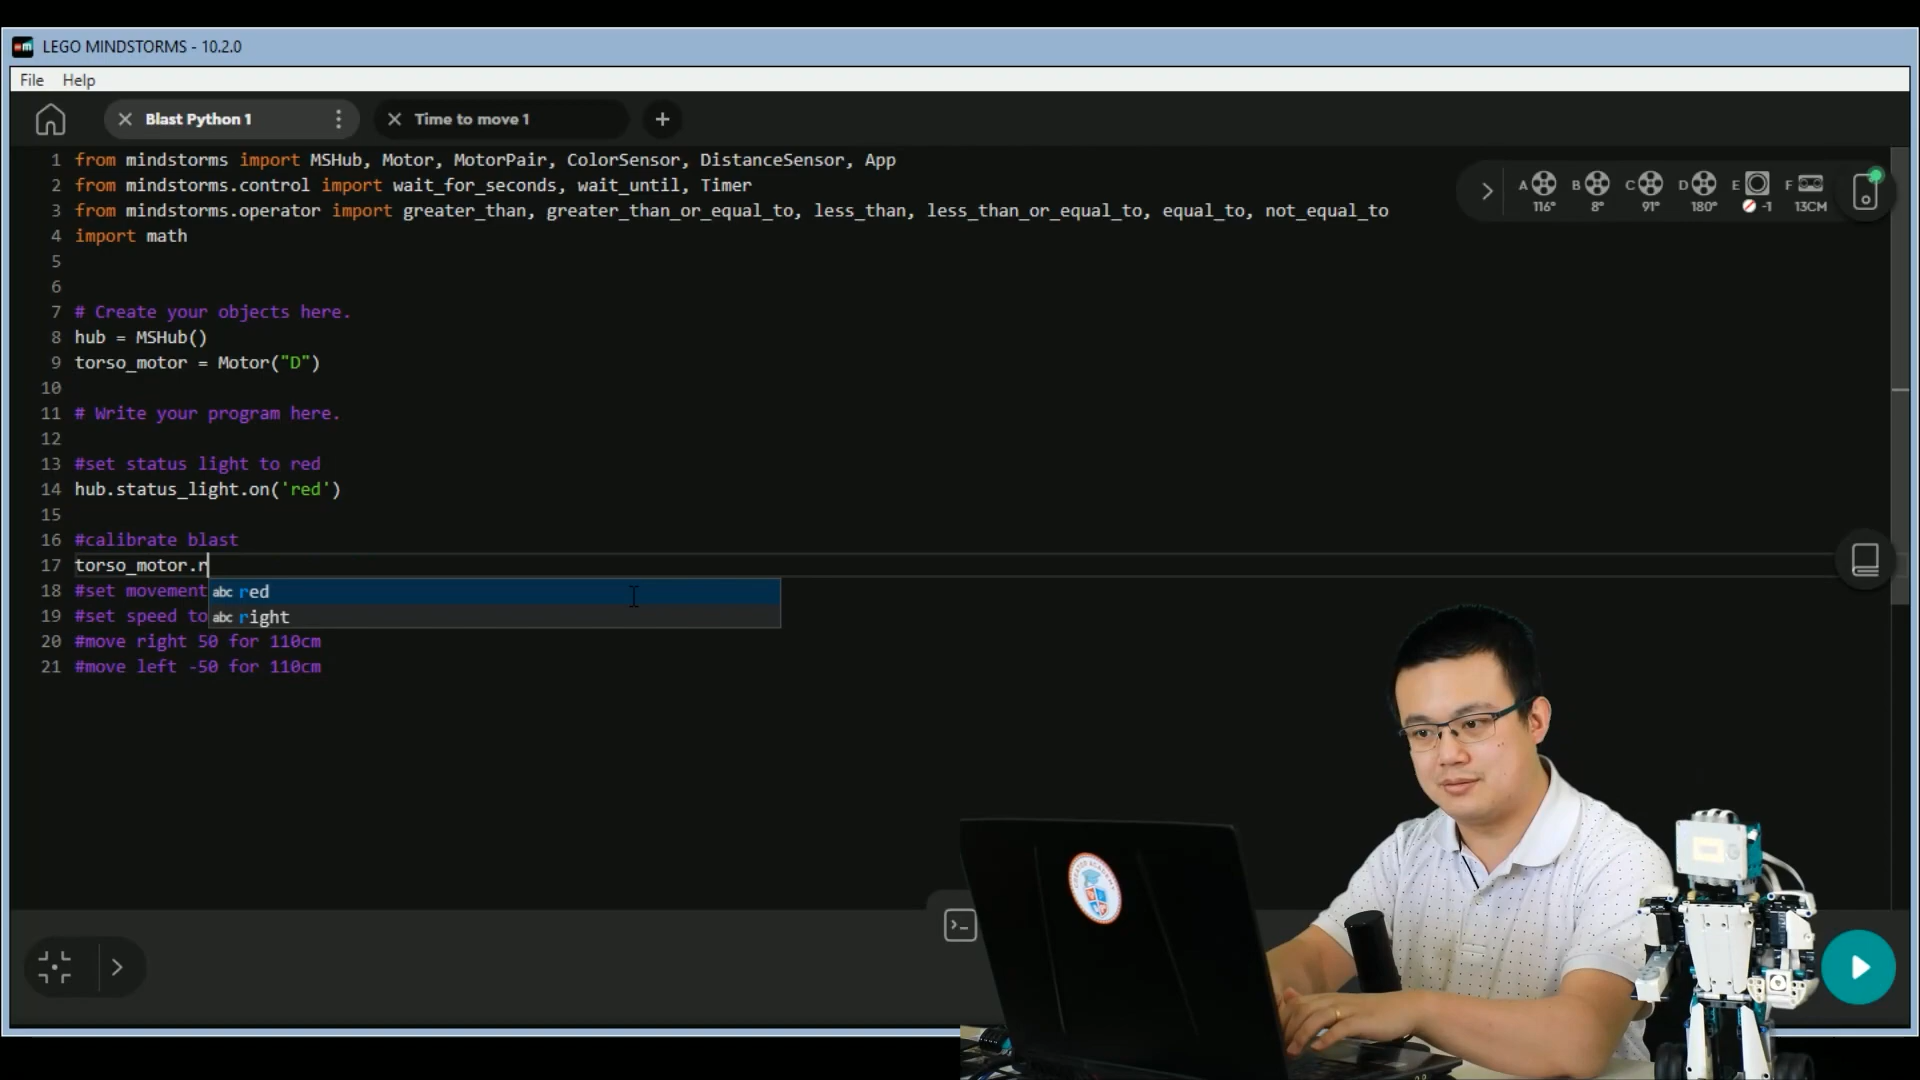 LEGO MINDSTORMS - 10.2.0
File Help
Blast Python 1
Time to move 1
1 from mindstorms import MSHub, Motor, MotorPair, ColorSensor, DistanceSensor, App
2 from mindstorms.control import wait_for_seconds, wait_until, Timer
3 from mindstorms.operator import greater_than, greater_than_or_equal_to, less_than, less_than_or_equal_to, equal_to, not_equal_to
4 import math
5
6
7 # Create your objects here.
8 hub = MSHub()
9 torso_motor = Motor("D")
10
11 # Write your program here.
12
13 #set status light to red
14 hub.status_light.on('red')
15
16 #calibrate blast
17 torso_motor.r
18 #set movement
abc red
19 #set speed to
abc right
20 #move right 50 for 110cm
21 #move left -50 for 110cm
A B C D E F
116° 8° 91° 180° -1 13CM